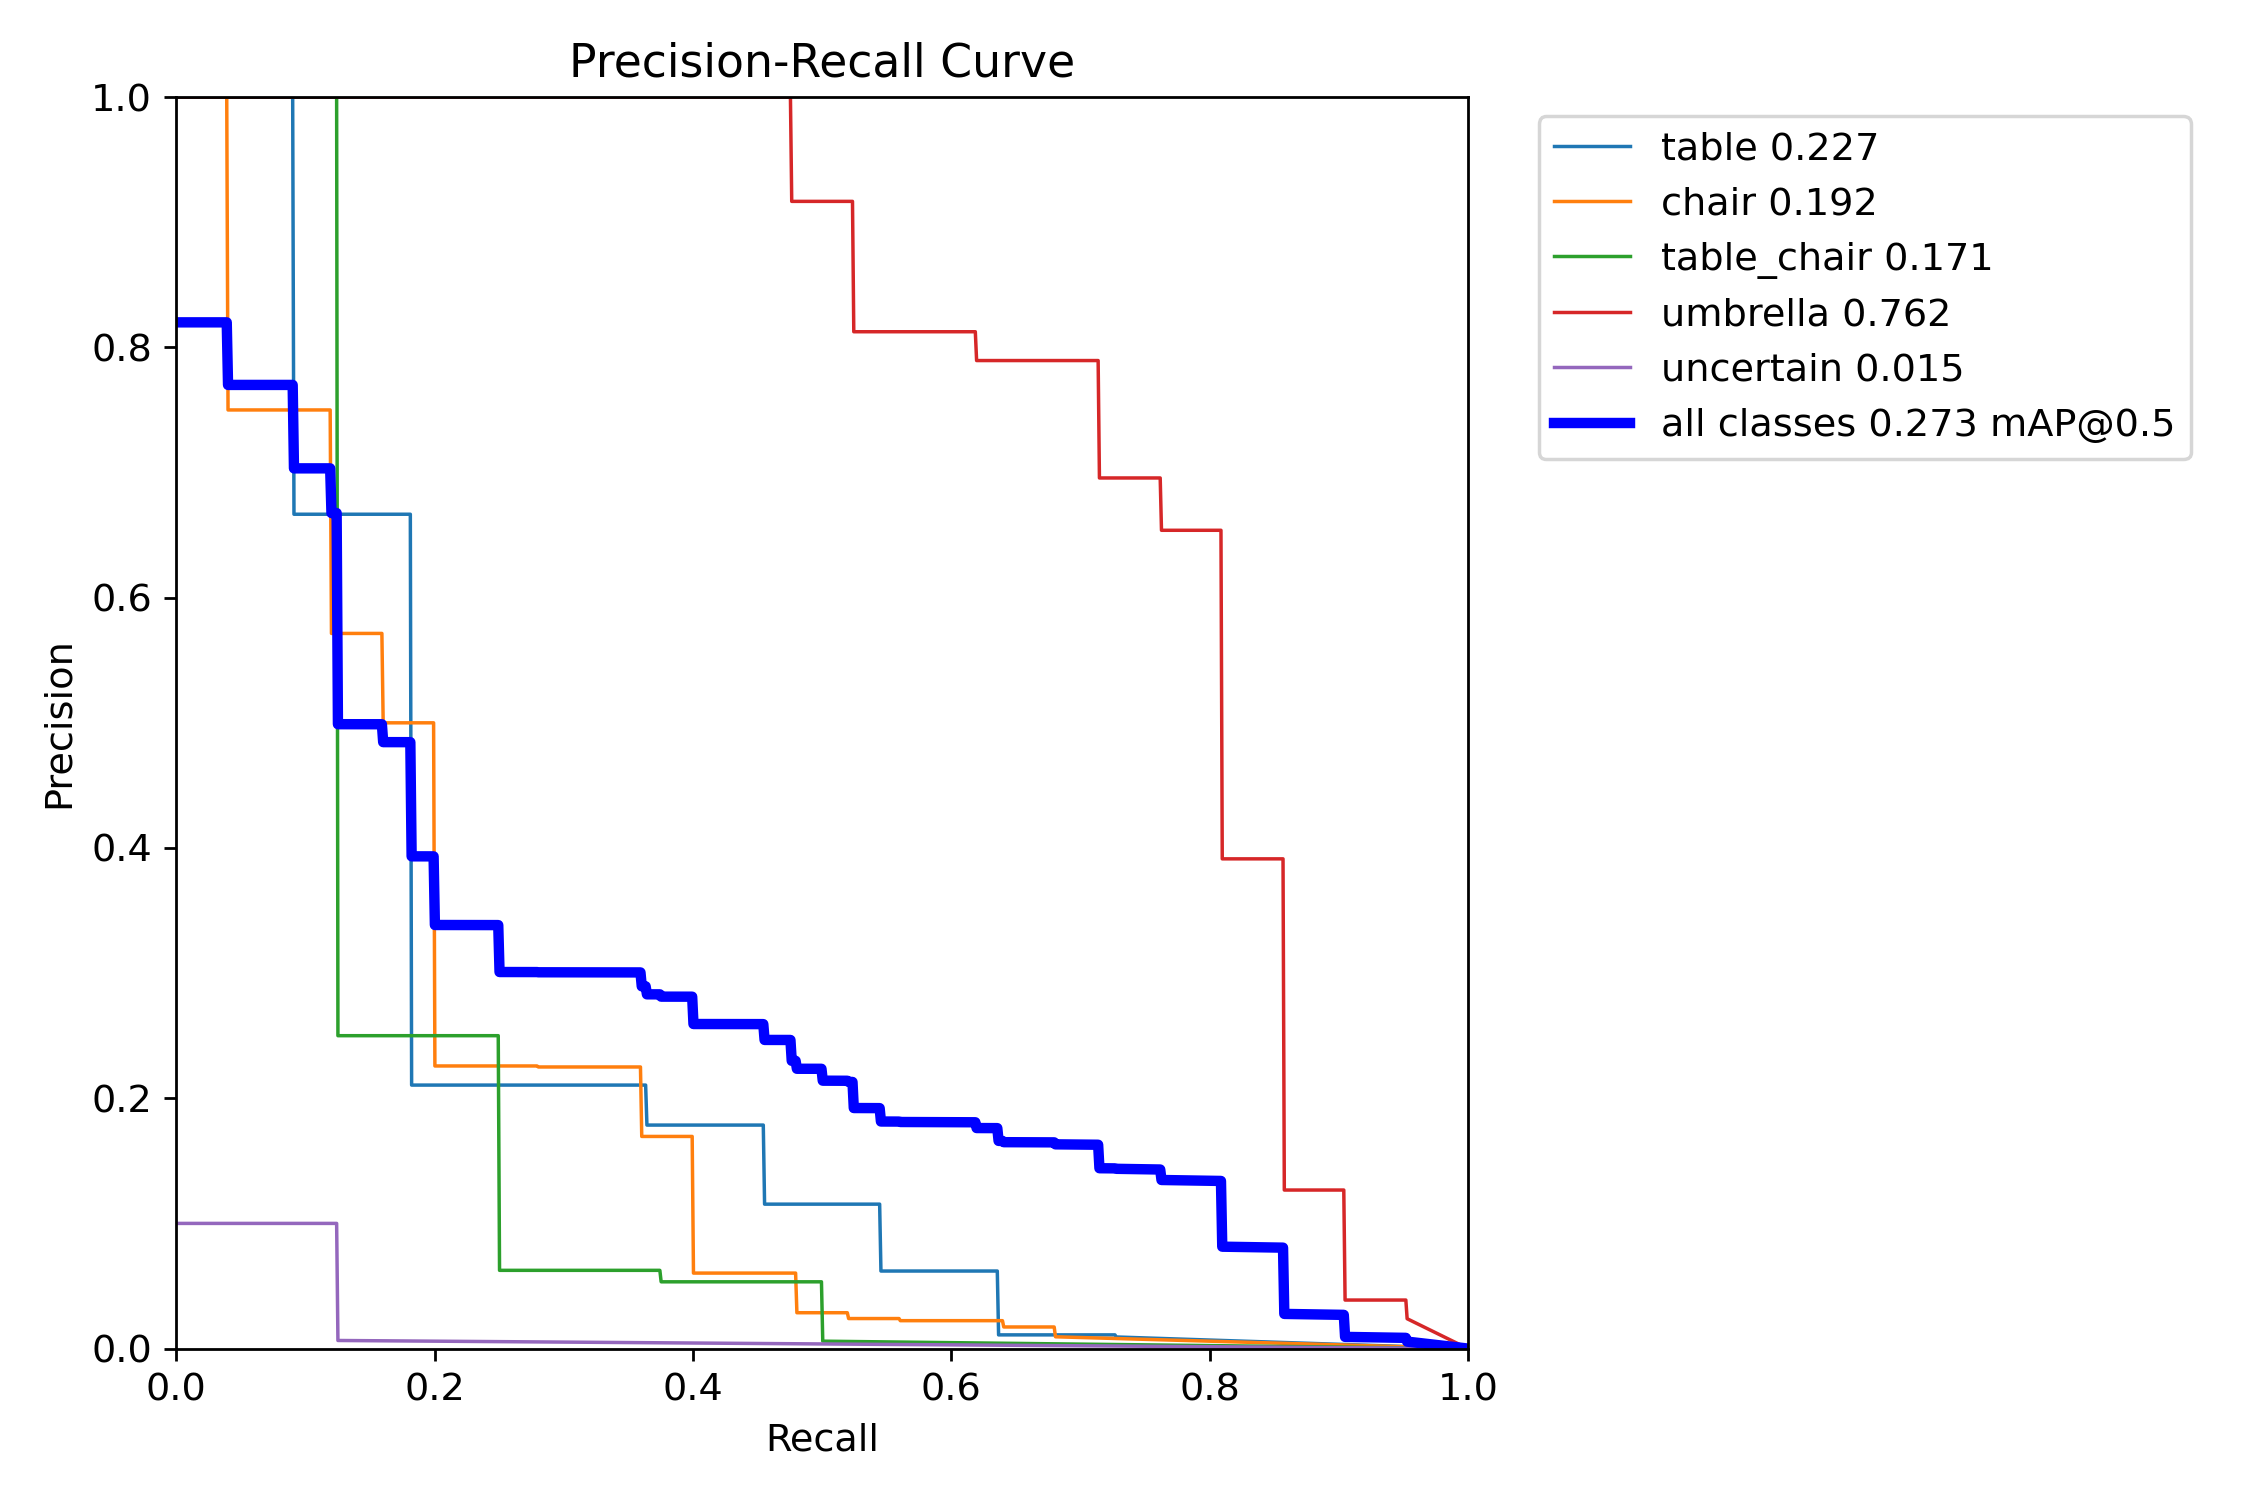 Precision-Recall Curve
1.0
0.8
0.6
0.4
0.2
0.0
Precision
0.0 0.2 0.4 0.6 0.8 1.0
Recall
table 0.227
chair 0.192
table_chair 0.171
umbrella 0.762
uncertain 0.015
all classes 0.273 mAP@0.5